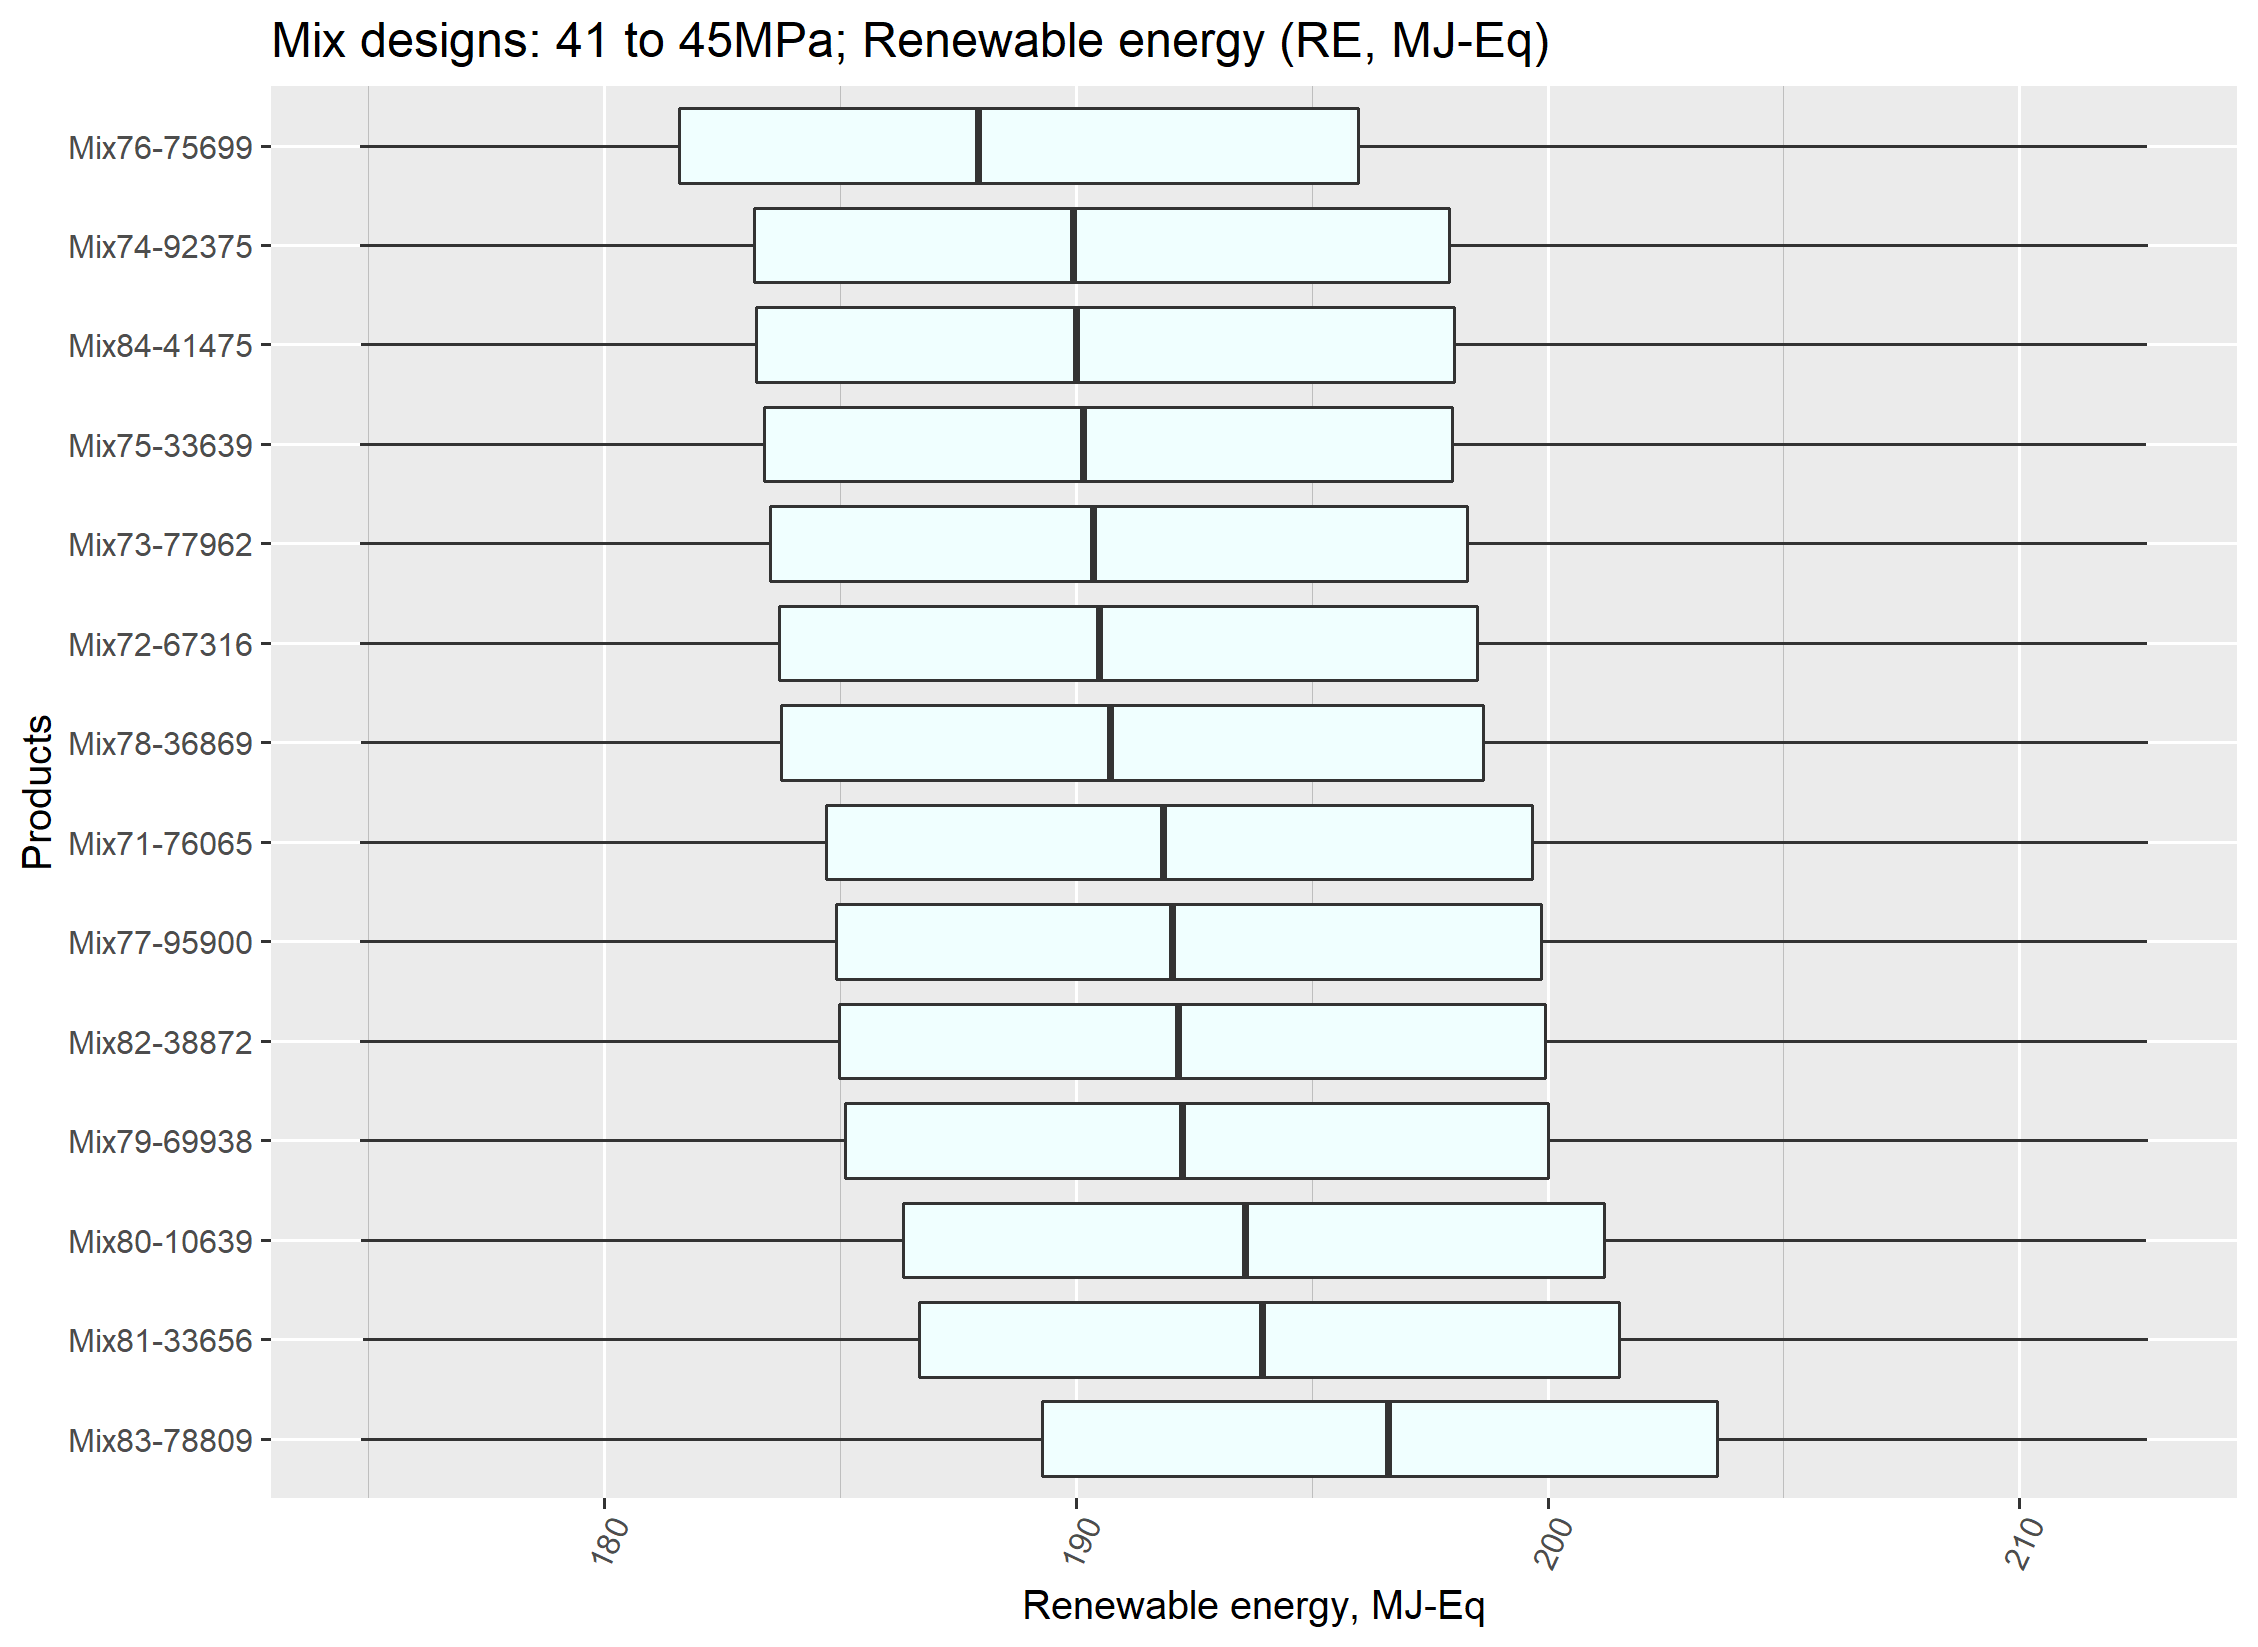 Mix designs: 41 to 45MPa; Renewable energy (RE, MJ-Eq)
Products
Mix76-75699
Mix74-92375
Mix84-41475
Mix75-33639
Mix73-77962
Mix72-67316
Mix78-36869
Mix71-76065
Mix77-95900
Mix82-38872
Mix79-69938
Mix80-10639
Mix81-33656
Mix83-78809
180
190
200
210
Renewable energy, MJ-Eq